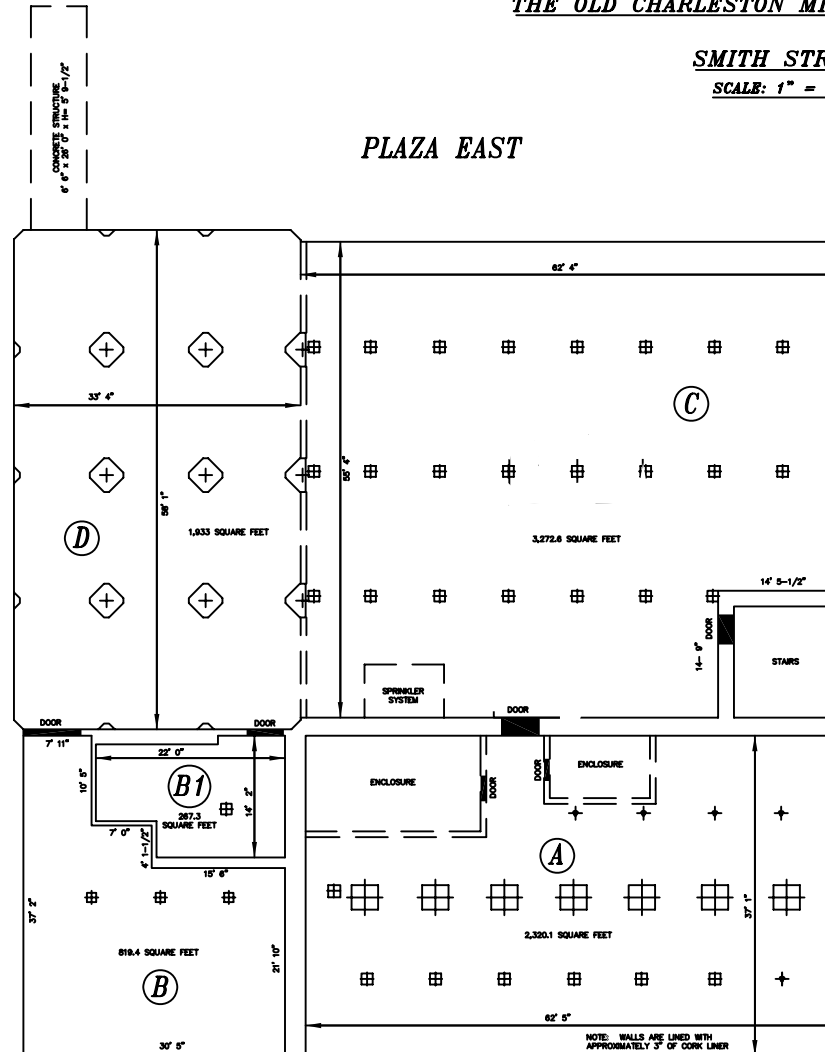 THE OLD CHARLESTON
SMITH
SCALE: 1" =
CONCRETE STRUCTURE
6' 6" x 26' 0" x H= 5' 9-1/2"
PLAZA EAST
62' 4"
33' 4"
C
55' 4"
58' 1"
D
1,933 SQUARE FEET
3,272.6 SQUARE FEET
14' 5-1/2"
DOOR
14- 9"
STAIRS
SPRINKLER
SYSTEM
DOOR
DOOR
DOOR
7' 11"
22' 0"
ENCLOSURE
DOOR
DOOR
ENCLOSURE
10' 5"
B1
14' 2"
267.3
SQUARE FEET
7' 0"
4' 1-1/2"
15' 6"
A
37' 2"
37' 1"
2,320.1 SQUARE FEET
819.4 SQUARE FEET
21' 10"
B
62' 5"
30' 5"
NOTE: WALLS ARE LINED WITH
APPROXIMATELY 3" OF CORK LINER